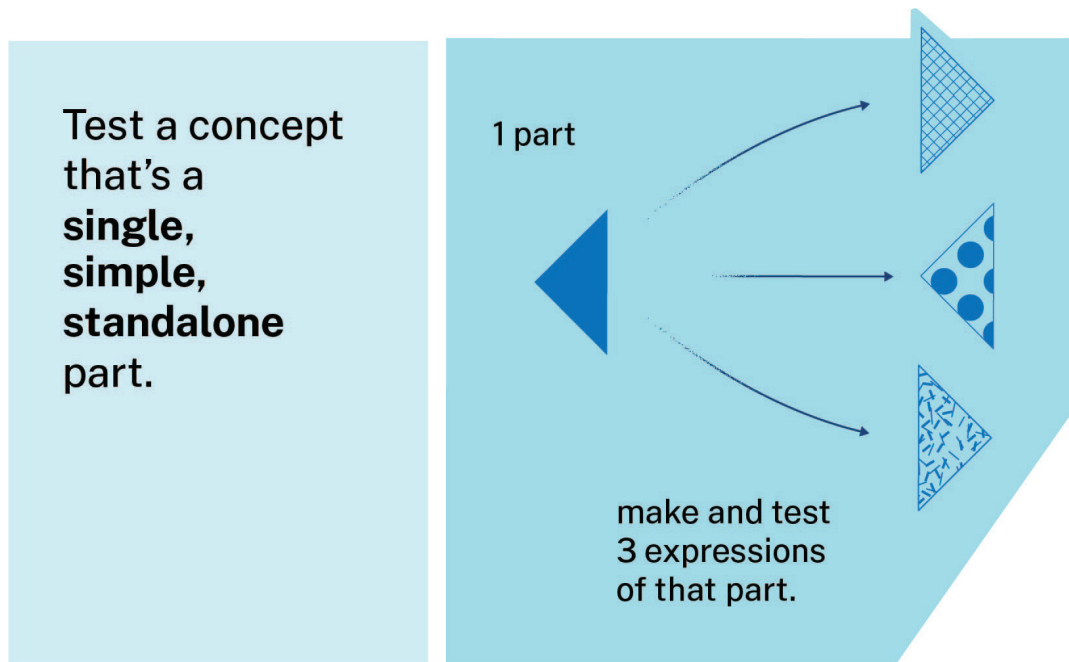 Test a concept
that’s a
single,
simple,
standalone
part.
1 part
make and test
3 expressions
of that part.